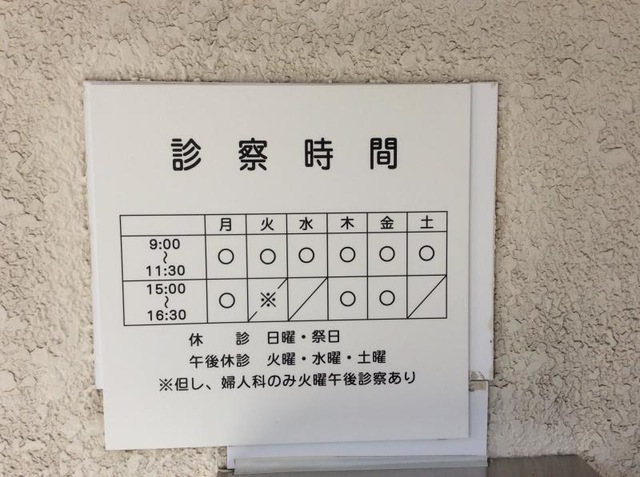 診察時間
月 火 水 木 金 土
9:00
〜
11:30
○ ○ ○ ○ ○ ○
15:00
〜
16:30
○ ※ ／ ○ ○ ／
休　診　日曜・祭日
午後休診　火曜・水曜・土曜
※但し、婦人科のみ火曜午後診察あり